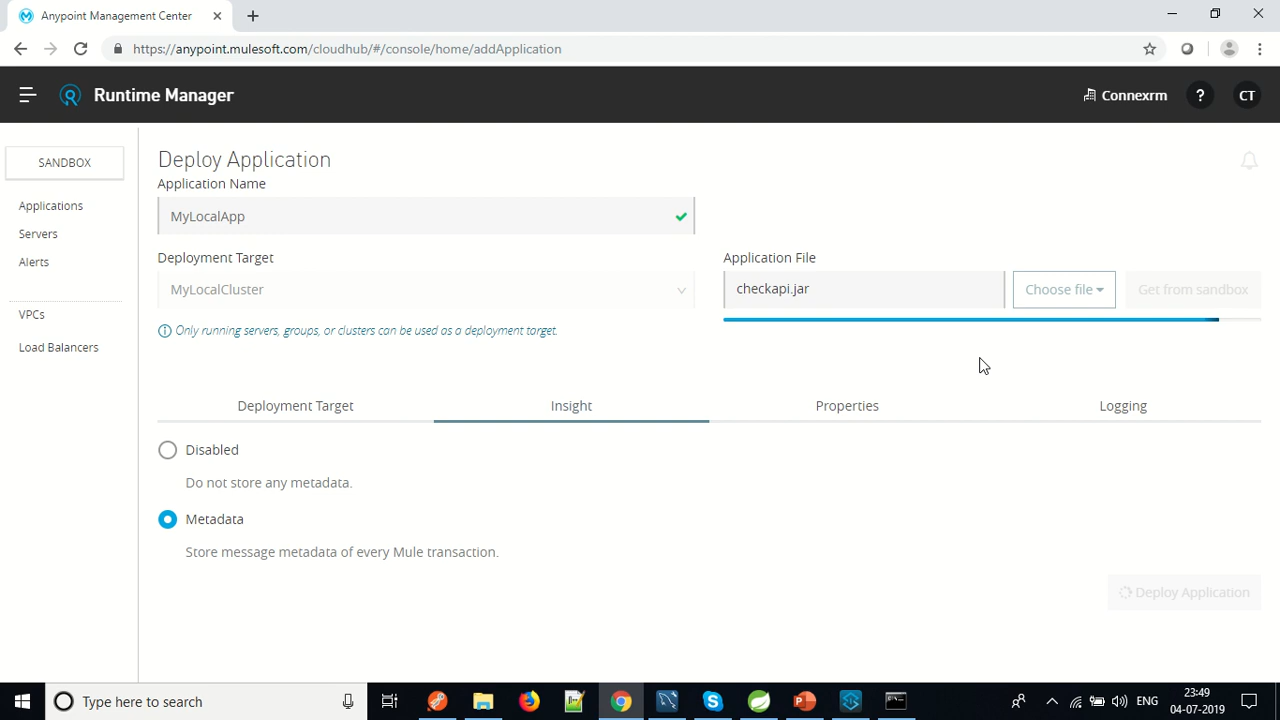 Anypoint Management Center
https://anypoint.mulesoft.com/cloudhub/#/console/home/addApplication
Runtime Manager
Connexrm
?
CT
SANDBOX
Applications
Servers
Alerts
VPCs
Load Balancers
Deploy Application
Application Name
MyLocalApp
Deployment Target
MyLocalCluster
Only running servers, groups, or clusters can be used as a deployment target.
Application File
checkapi.jar
Choose file
Get from sandbox
Deployment Target
Insight
Properties
Logging
Disabled
Do not store any metadata.
Metadata
Store message metadata of every Mule transaction.
Deploy Application
Type here to search
ENG
23:49
04-07-2019